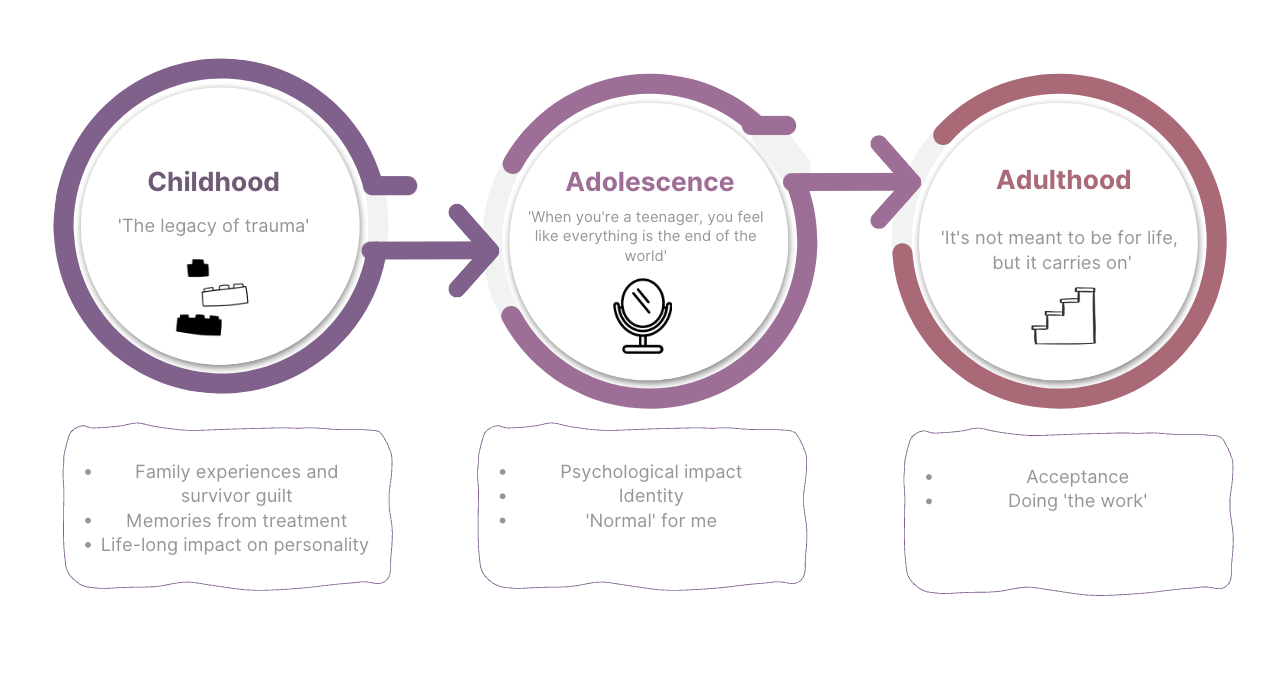 Childhood
'The legacy of trauma'
Adolescence
'When you're a teenager, you feel
like everything is the end of the
world'
Adulthood
'It's not meant to be for life,
but it carries on'
• Family experiences and
survivor guilt
• Memories from treatment
• Life-long impact on personality
• Psychological impact
• Identity
• 'Normal' for me
• Acceptance
• Doing 'the work'